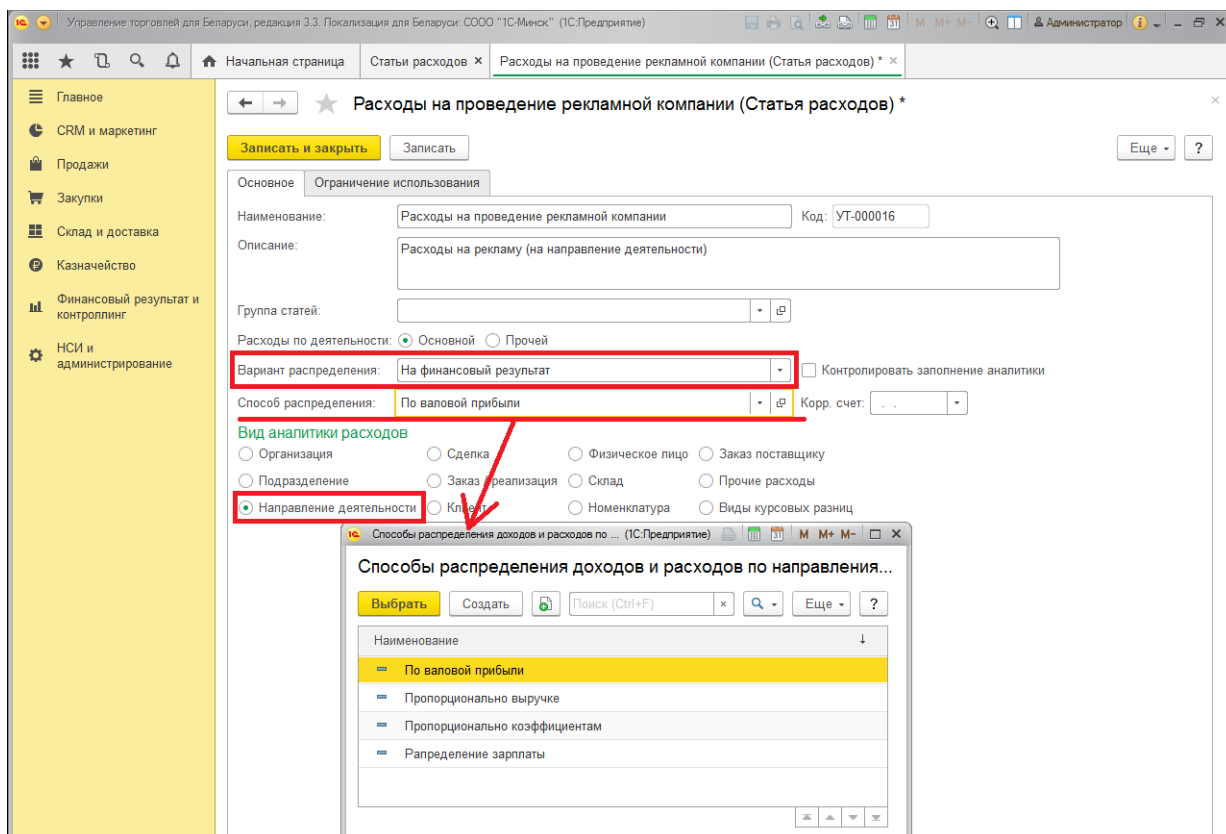 Управление торговлей для Беларуси, редакция 3.3. Локализация для Беларуси: СООО "1С-Минск" (1С:Предприятие)
M M+ M-
Администратор
Начальная страница
Статьи расходов ×
Расходы на проведение рекламной компании (Статья расходов) * ×
Главное
CRM и маркетинг
Продажи
Закупки
Склад и доставка
Казначейство
Финансовый результат и
контроллинг
НСИ и
администрирование
Расходы на проведение рекламной компании (Статья расходов) *
Записать и закрыть
Записать
Еще
?
Основное
Ограничение использования
Наименование: Расходы на проведение рекламной компании Код: УТ-000016
Описание: Расходы на рекламу (на направление деятельности)
Группа статей:
Расходы по деятельности: Основной Прочей
Вариант распределения: На финансовый результат Контролировать заполнение аналитики
Способ распределения: По валовой прибыли Корр. счет: . .
Вид аналитики расходов
Организация Сделка Физическое лицо Заказ поставщику
Подразделение Заказ / реализация Склад Прочие расходы
Направление деятельности Клиент Номенклатура Виды курсовых разниц
Способы распределения доходов и расходов по ... (1С:Предприятие) M M+ M-
Способы распределения доходов и расходов по направления...
Выбрать
Создать
Поиск (Ctrl+F)
×
Еще
?
Наименование ↓
По валовой прибыли
Пропорционально выручке
Пропорционально коэффициентам
Рапределение зарплаты